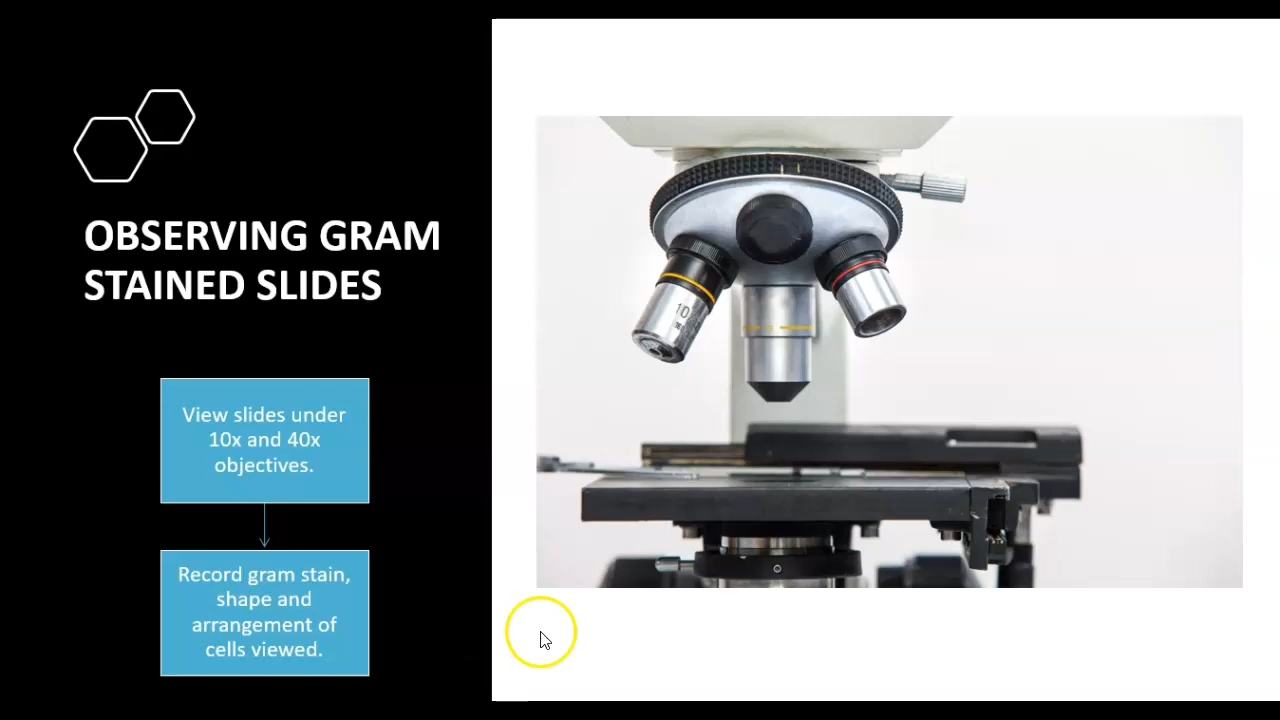 OBSERVING GRAM
STAINED SLIDES
View slides under
10x and 40x
objectives.
Record gram stain,
shape and
arrangement of
cells viewed.
10